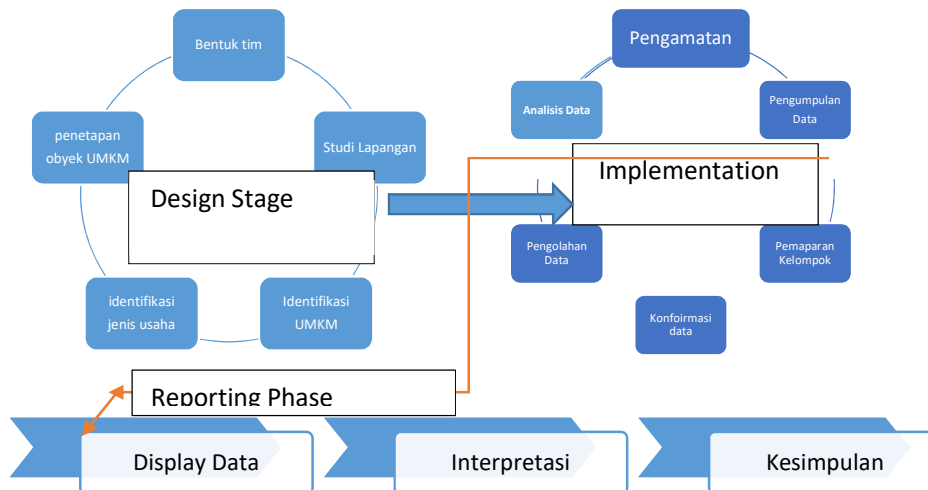 Bentuk tim
Studi Lapangan
Identifikasi
UMKM
identifikasi
jenis usaha
penetapan
obyek UMKM
Design Stage
Pengamatan
Pengumpulan
Data
Pemaparan
Kelompok
Konfoirmasi
data
Pengolahan
Data
Analisis Data
Implementation
Reporting Phase
Display Data
Interpretasi
Kesimpulan